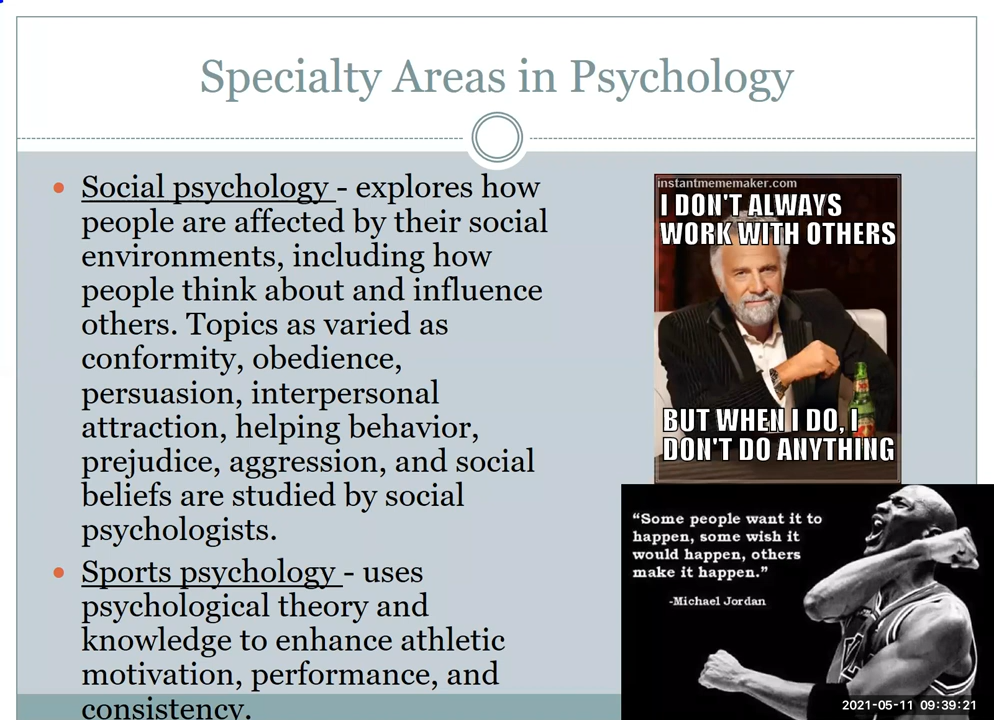 Specialty Areas in Psychology
• Social psychology - explores how
people are affected by their social
environments, including how
people think about and influence
others. Topics as varied as
conformity, obedience,
persuasion, interpersonal
attraction, helping behavior,
prejudice, aggression, and social
beliefs are studied by social
psychologists.
• Sports psychology - uses
psychological theory and
knowledge to enhance athletic
motivation, performance, and
consistency.
instantmememaker.com
I DON'T ALWAYS
WORK WITH OTHERS
BUT WHEN I DO, I
DON'T DO ANYTHING
“Some people want it to
happen, some wish it
would happen, others
make it happen.”
-Michael Jordan
2021-05-11 09:39:21